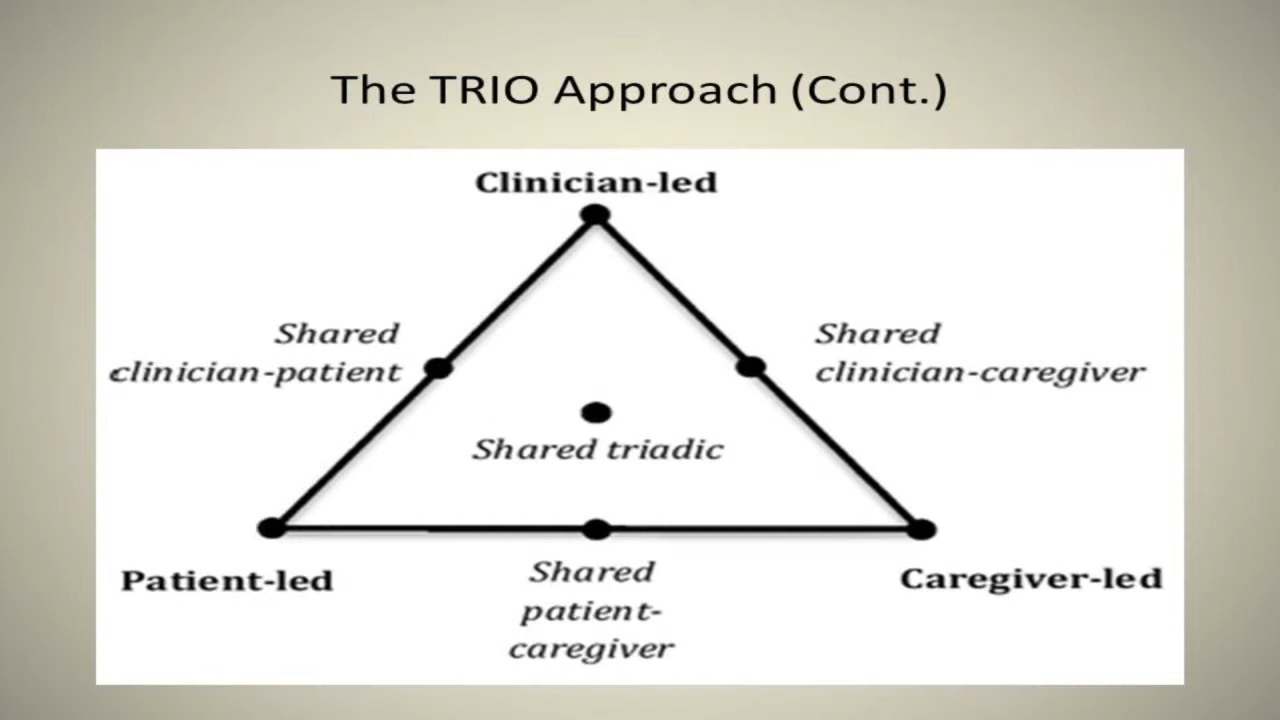 The TRIO Approach (Cont.)
Clinician-led
Shared
clinician-patient
Shared
clinician-caregiver
Shared triadic
Patient-led
Shared
patient-
caregiver
Caregiver-led